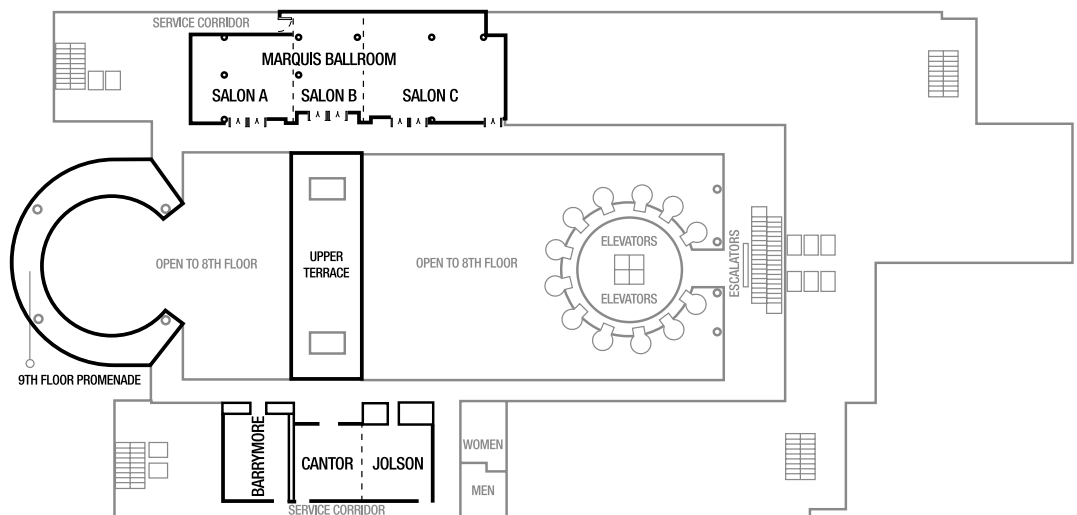 SERVICE CORRIDOR
MARQUIS BALLROOM
SALON A
SALON B
SALON C
OPEN TO 8TH FLOOR
UPPER
TERRACE
OPEN TO 8TH FLOOR
ELEVATORS
ELEVATORS
ESCALATORS
9TH FLOOR PROMENADE
BARRYMORE
CANTOR
JOLSON
WOMEN
MEN
SERVICE CORRIDOR